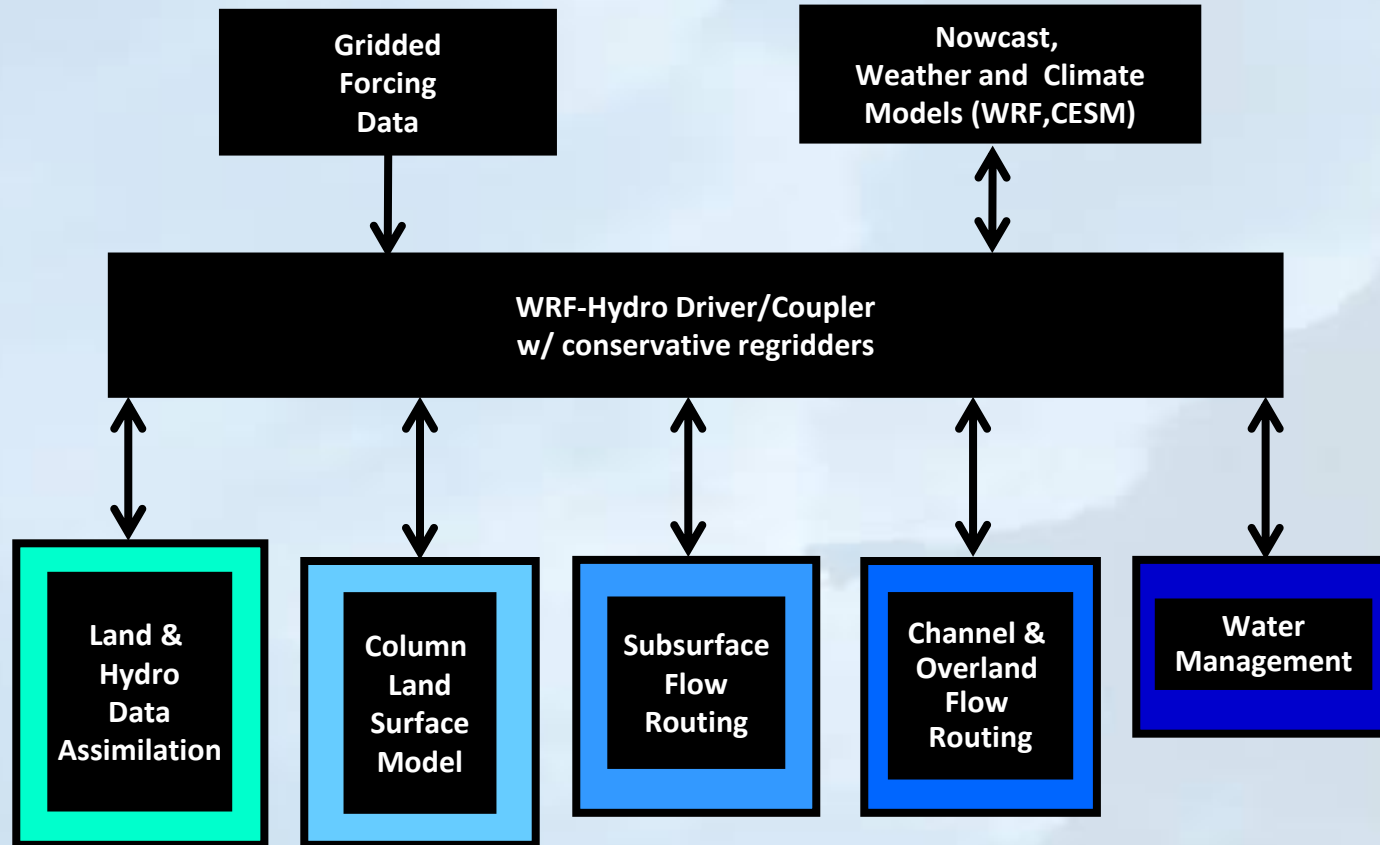 Gridded
Forcing
Data
Nowcast,
Weather and Climate
Models (WRF,CESM)
WRF-Hydro Driver/Coupler
w/ conservative regridders
Land &
Hydro
Data
Assimilation
Column
Land
Surface
Model
Subsurface
Flow
Routing
Channel &
Overland
Flow
Routing
Water
Management